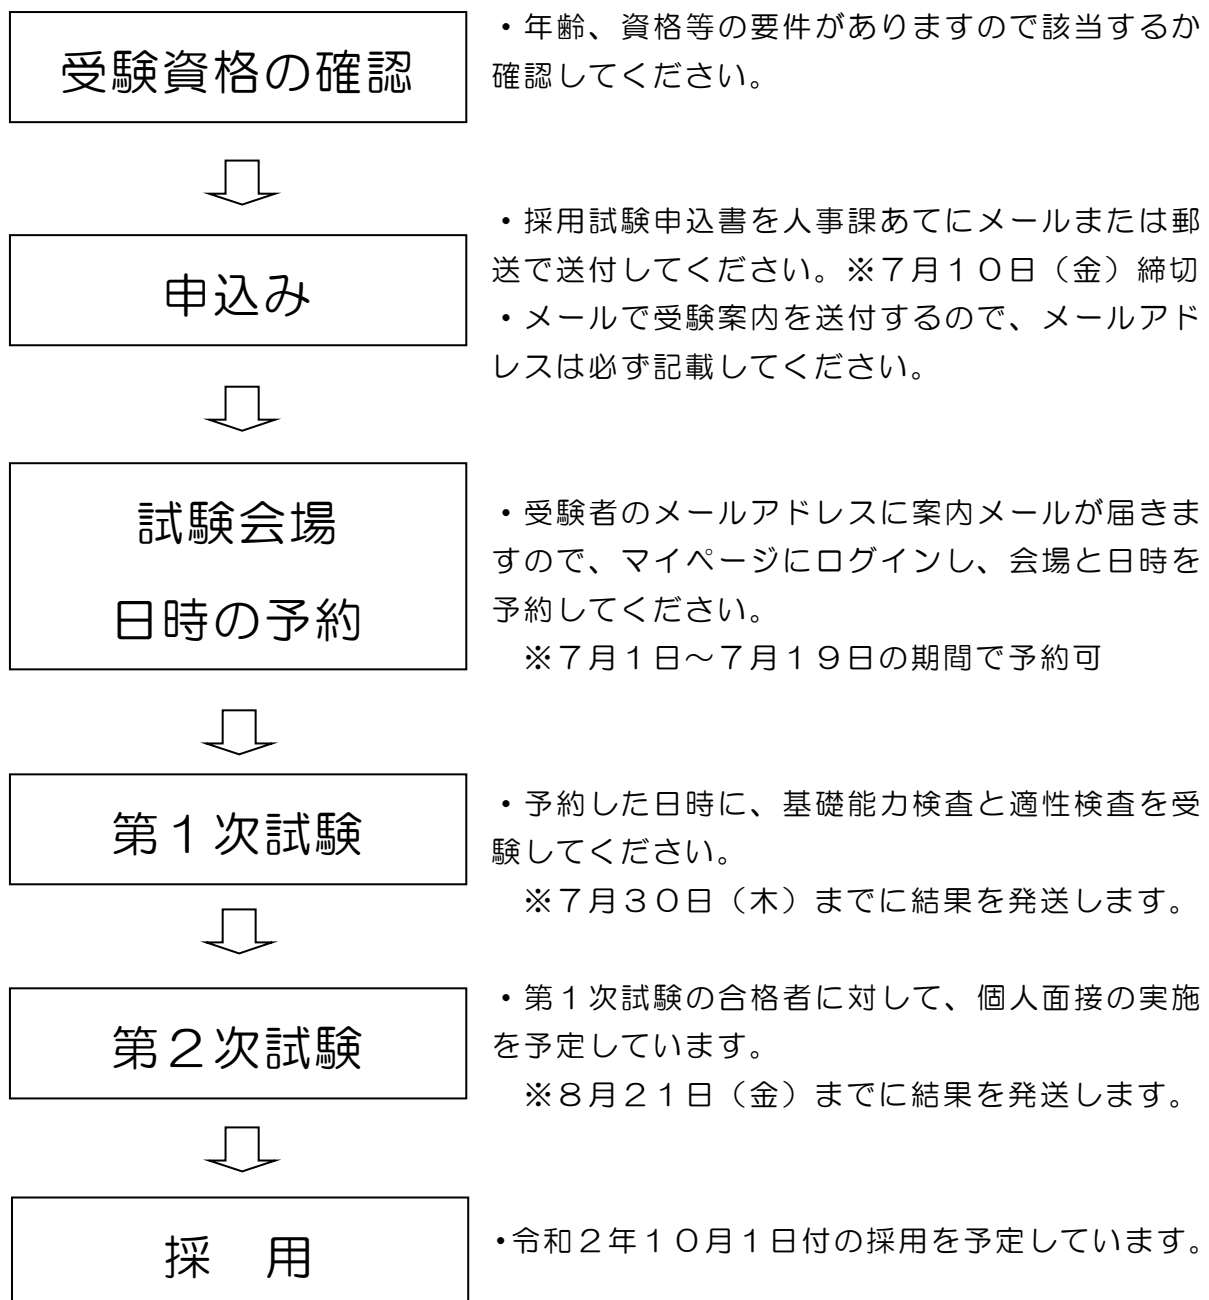 受験資格の確認
・年齢、資格等の要件がありますので該当するか
確認してください。
申込み
・採用試験申込書を人事課あてにメールまたは郵
送で送付してください。※７月１０日（金）締切
・メールで受験案内を送付するので、メールアド
レスは必ず記載してください。
試験会場
日時の予約
・受験者のメールアドレスに案内メールが届きま
すので、マイページにログインし、会場と日時を
予約してください。
※７月１日～７月１９日の期間で予約可
第１次試験
・予約した日時に、基礎能力検査と適性検査を受
験してください。
※７月３０日（木）までに結果を発送します。
第２次試験
・第１次試験の合格者に対して、個人面接の実施
を予定しています。
※８月２１日（金）までに結果を発送します。
採　用
・令和２年１０月１日付の採用を予定しています。